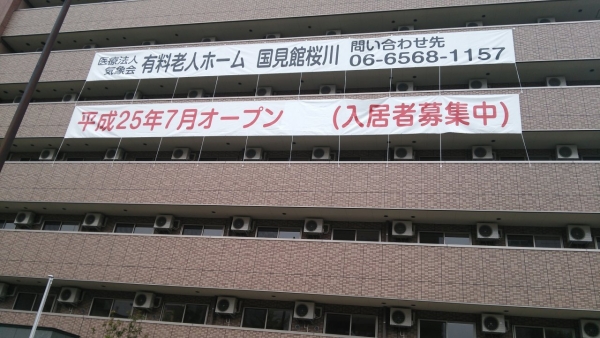 医療法人
気象会
有料老人ホーム 国見館桜川
問い合わせ先
06-6568-1157
平成25年7月オープン (入居者募集中)